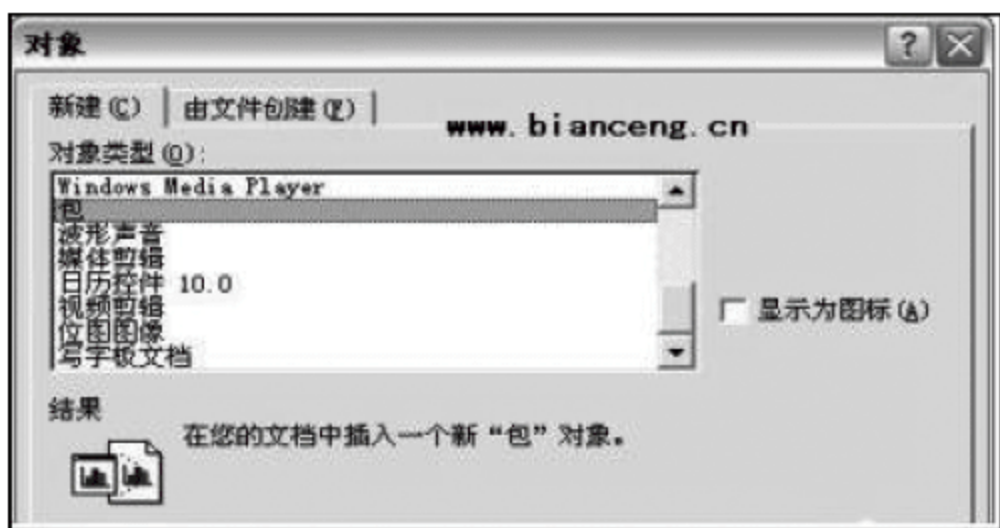 对象
新建(C) 由文件创建(F)
www.bianceng.cn
对象类型(O):
Windows Media Player
包
波形声音
媒体剪辑
日历控件 10.0
视频剪辑
位图图像
写字板文档
显示为图标(A)
结果
在您的文档中插入一个新“包”对象。